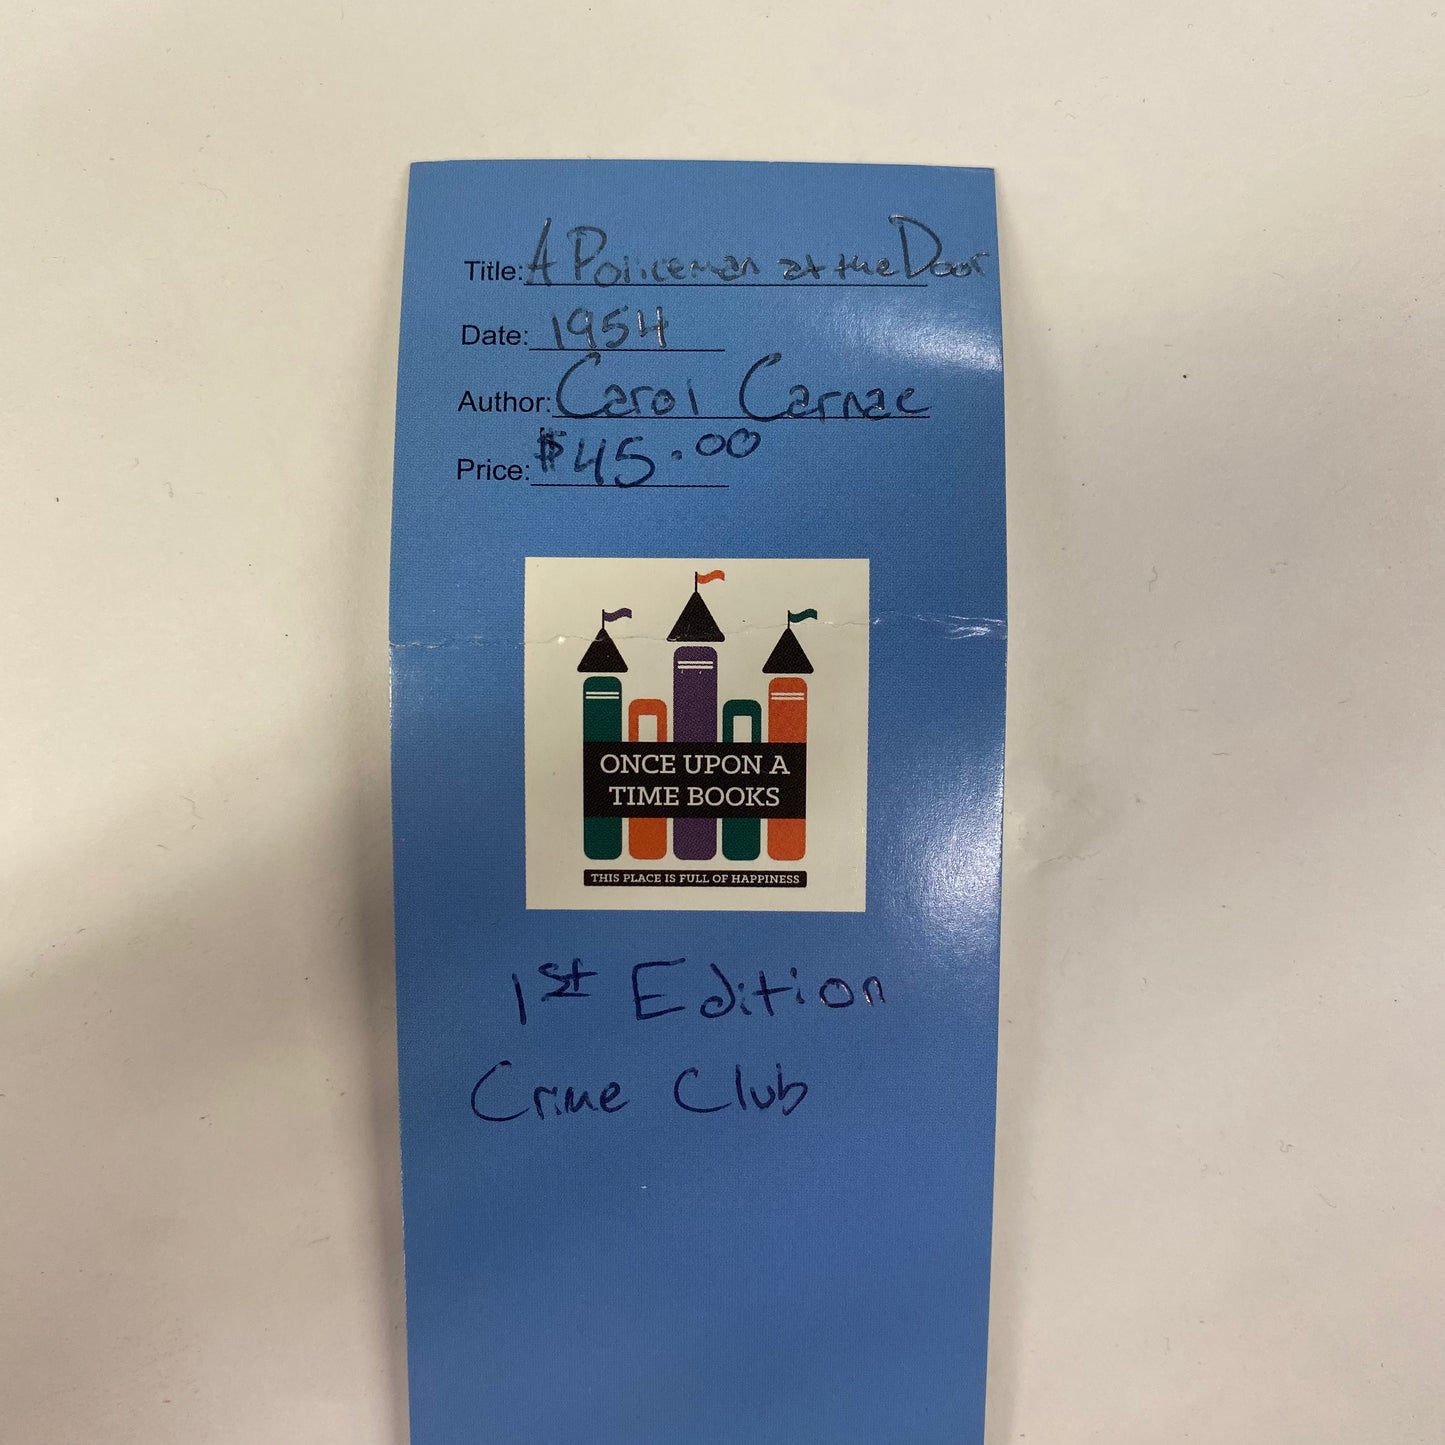 Title: A Policeman at the Door
Date: 1954
Author: Carol Carnac
Price: $45.00
ONCE UPON A
TIME BOOKS
THIS PLACE IS FULL OF HAPPINESS
1st Edition
Crime Club